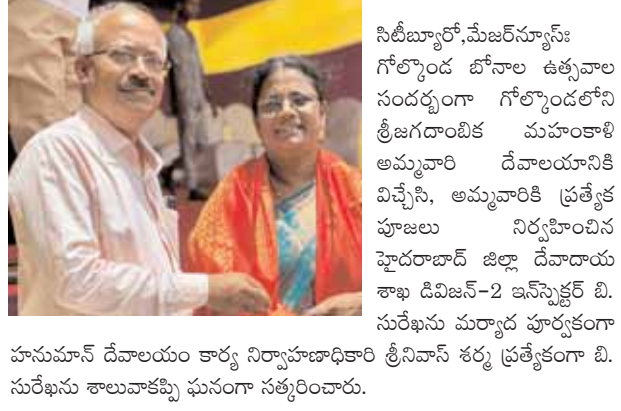 సిటీబ్యూరో,మేజర్‌న్యూస్ః
గోల్కొండ బోనాల ఉత్సవాల
సందర్భంగా గోల్కొండలోని
శ్రీజగదాంబిక మహంకాళి
అమ్మవారి దేవాలయానికి
విచ్చేసి, అమ్మవారికి ప్రత్యేక
పూజలు నిర్వహించిన
హైదరాబాద్ జిల్లా దేవాదాయ
శాఖ డివిజన్-2 ఇన్‌స్పెక్టర్ బి.
సురేఖను మర్యాద పూర్వకంగా
హనుమాన్ దేవాలయం కార్య నిర్వాహణాధికారి శ్రీనివాస్ శర్మ ప్రత్యేకంగా బి.
సురేఖను శాలువాకప్పి ఘనంగా సత్కరించారు.